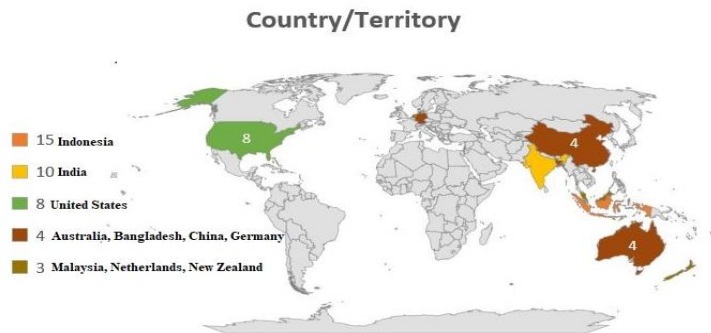 Country/Territory
15 Indonesia
10 India
8 United States
4 Australia, Bangladesh, China, Germany
3 Malaysia, Netherlands, New Zealand
8
4
4